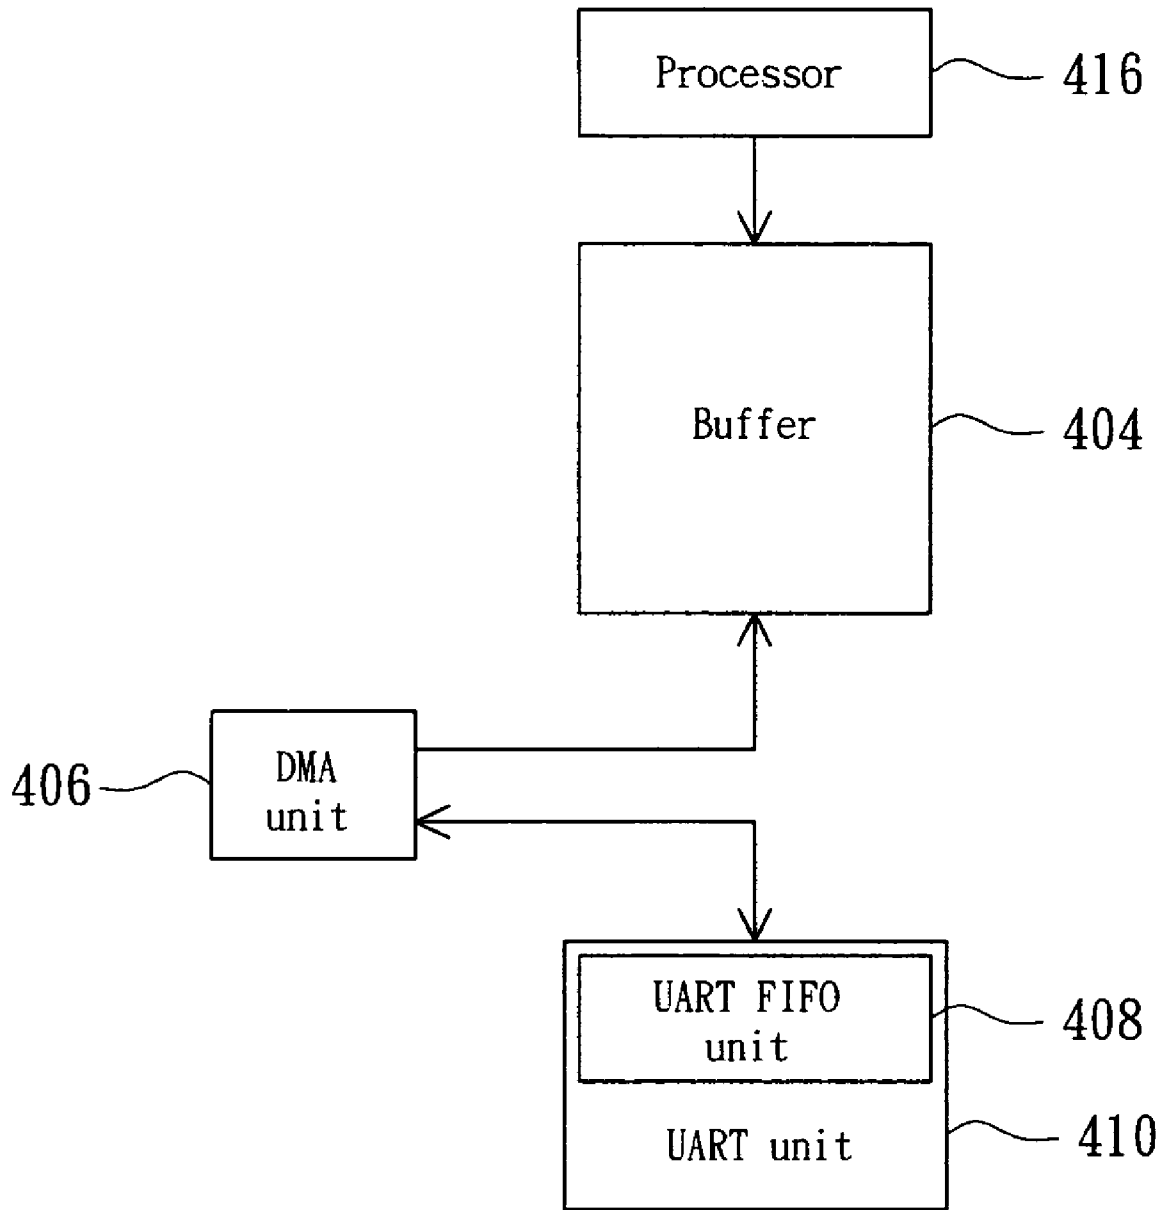 Processor
416
Buffer
404
DMA
unit
406
UART FIFO
unit
408
UART unit
410